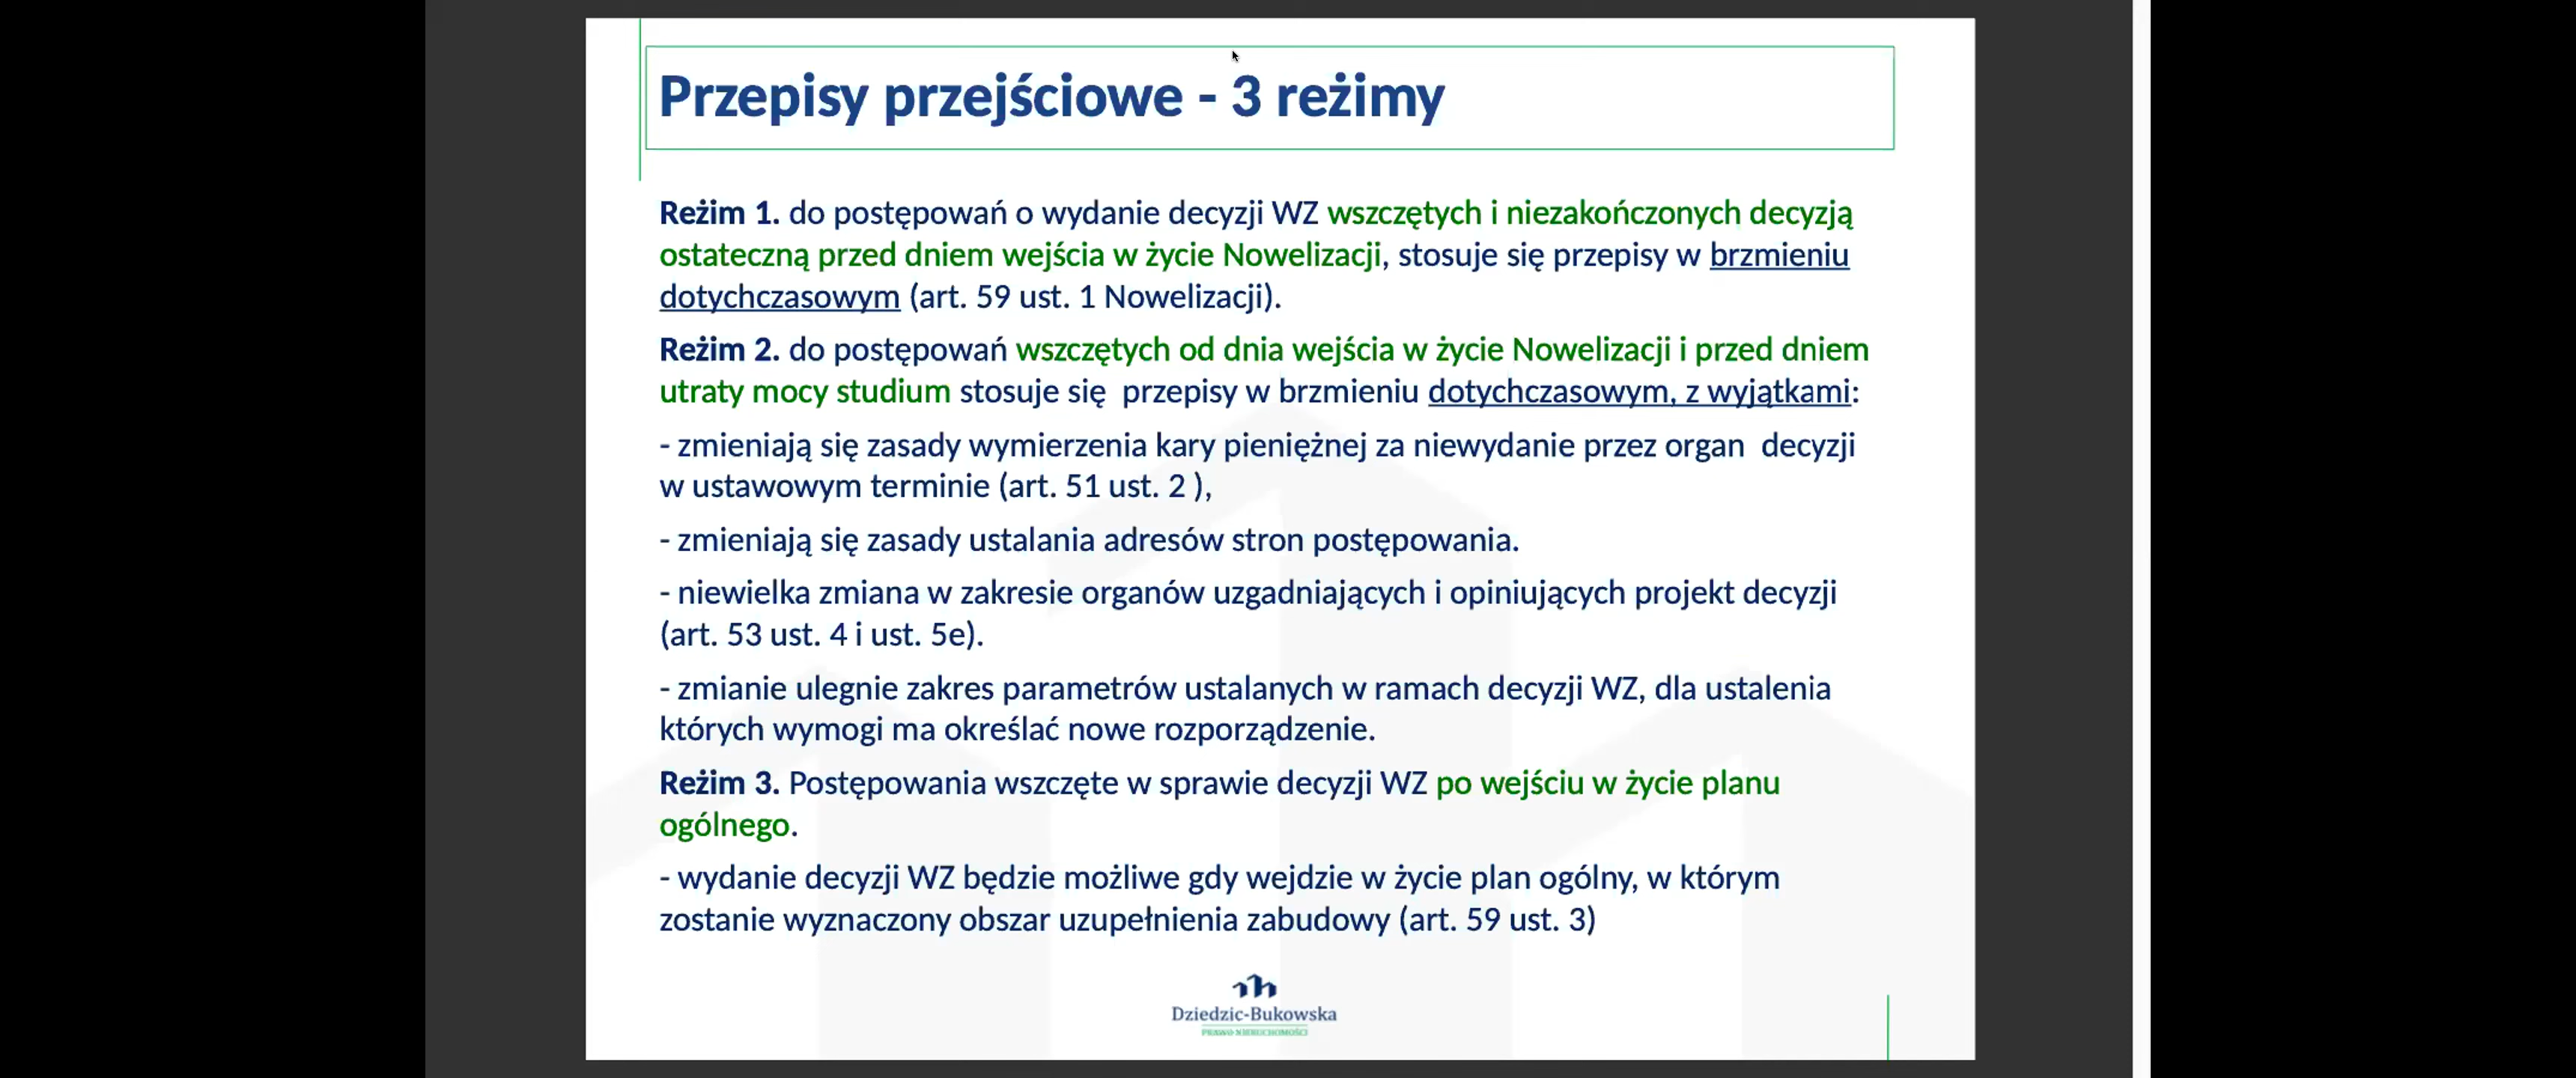 Przepisy przejściowe - 3 reżimy
Reżim 1. do postępowań o wydanie decyzji WZ wszczętych i niezakończonych decyzją
ostateczną przed dniem wejścia w życie Nowelizacji, stosuje się przepisy w brzmieniu
dotychczasowym (art. 59 ust. 1 Nowelizacji).
Reżim 2. do postępowań wszczętych od dnia wejścia w życie Nowelizacji i przed dniem
utraty mocy studium stosuje się przepisy w brzmieniu dotychczasowym, z wyjątkami:
- zmieniają się zasady wymierzenia kary pieniężnej za niewydanie przez organ decyzji
w ustawowym terminie (art. 51 ust. 2 ),
- zmieniają się zasady ustalania adresów stron postępowania.
- niewielka zmiana w zakresie organów uzgadniających i opiniujących projekt decyzji
(art. 53 ust. 4 i ust. 5e).
- zmianie ulegnie zakres parametrów ustalanych w ramach decyzji WZ, dla ustalenia
których wymogi ma określać nowe rozporządzenie.
Reżim 3. Postępowania wszczęte w sprawie decyzji WZ po wejściu w życie planu
ogólnego.
- wydanie decyzji WZ będzie możliwe gdy wejdzie w życie plan ogólny, w którym
zostanie wyznaczony obszar uzupełnienia zabudowy (art. 59 ust. 3)
Dziedzic-Bukowska
PRAWO NIERUCHOMOŚCI